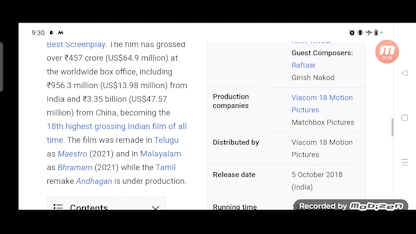 9:30
Best Screenplay. The film has grossed
over ₹457 crore (US$64.9 million) at
the worldwide box office, including
₹956.3 million (US$13.98 million) from
India and ₹3.35 billion (US$47.57
million) from China, becoming the
18th highest grossing Indian film of all
time. The film was remade in Telugu
as Maestro (2021) and in Malayalam
as Bhramam (2021) while the Tamil
remake Andhagan is under production.
Contents
Guest Composers:
Raftaar
Girish Nakod
Production
companies
Viacom 18 Motion
Pictures
Matchbox Pictures
Distributed by
Viacom 18 Motion
Pictures
Release date
5 October 2018
(India)
Running time
Recorded by Mobizen